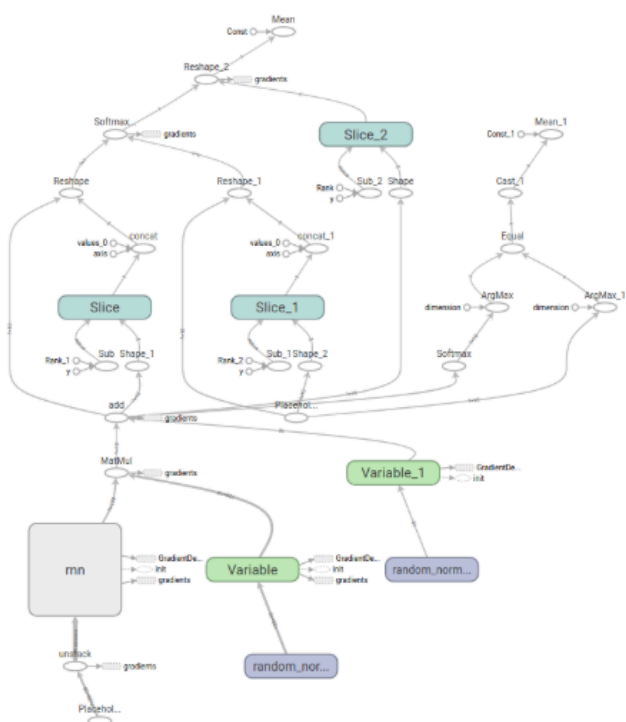 Mean
Const
Reshape_2
gradients
Softmax...
gradients
Slice_2
Mean_1
Const_1
Reshape
Reshape_1
Rank
Sub_2
Shape
y
Cast_1
values_0
concat
axis
values_0
concat_1
axis
Equal
Slice
Slice_1
dimension
ArgMax
dimension
ArgMax_1
Rank_1
Sub
Shape_1
y
Rank_2
Sub_1
Shape_2
y
Softmax
add
gradients
Placehol...
MatMul
gradients
Variable_1
GradientDe...
init
rnn
GradientDe...
init
gradients
Variable
GradientDe...
init
gradients
random_norm...
unstack
gradients
random_nor...
Placehol...